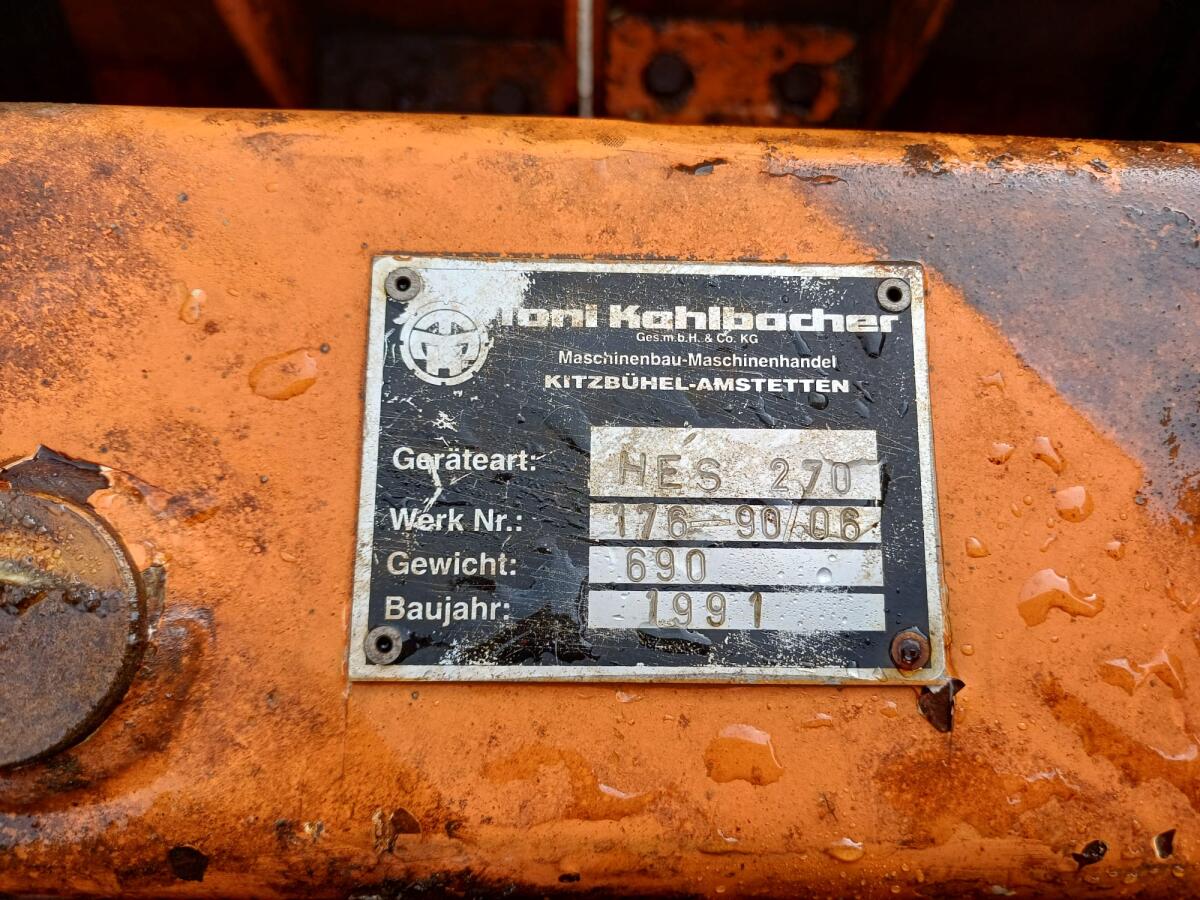 Toni Kahlbacher
Ges.m.b.H. & Co. KG
Maschinenbau-Maschinenhandel
KITZBÜHEL-AMSTETTEN
Geräteart: HES 270
Werk Nr.: 176-90/06
Gewicht: 690
Baujahr: 1991